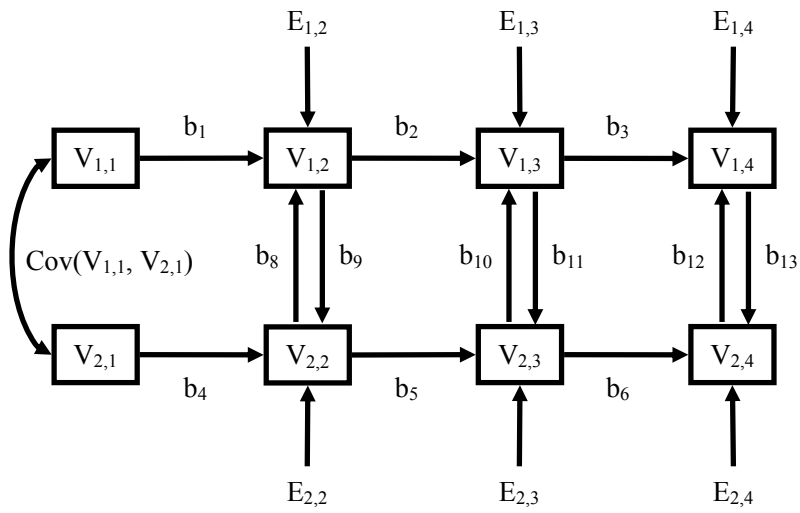 E1,2 E1,3 E1,4
b1 b2 b3
V1,1 V1,2 V1,3 V1,4
Cov(V1,1, V2,1) b8 b9 b10 b11 b12 b13
V2,1 V2,2 V2,3 V2,4
b4 b5 b6
E2,2 E2,3 E2,4